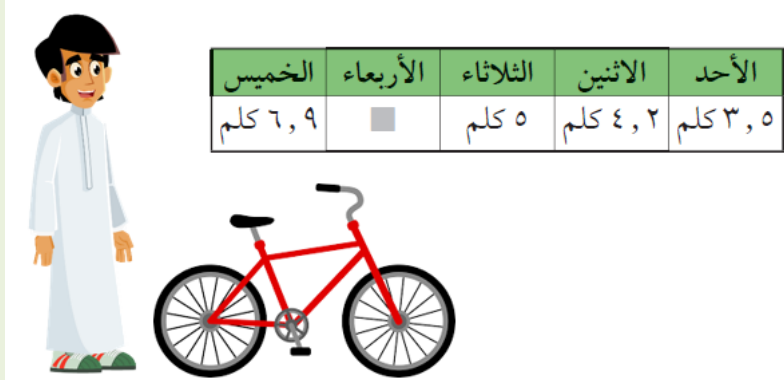 الأحد الاثنين الثلاثاء الأربعاء الخميس
٣,٥ كلم ٤,٢ كلم ٥ كلم ٦,٩ كلم